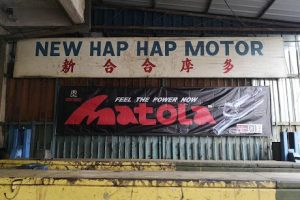 NEW HAP HAP MOTOR
新合合摩多
FEEL THE POWER NOW
Matola